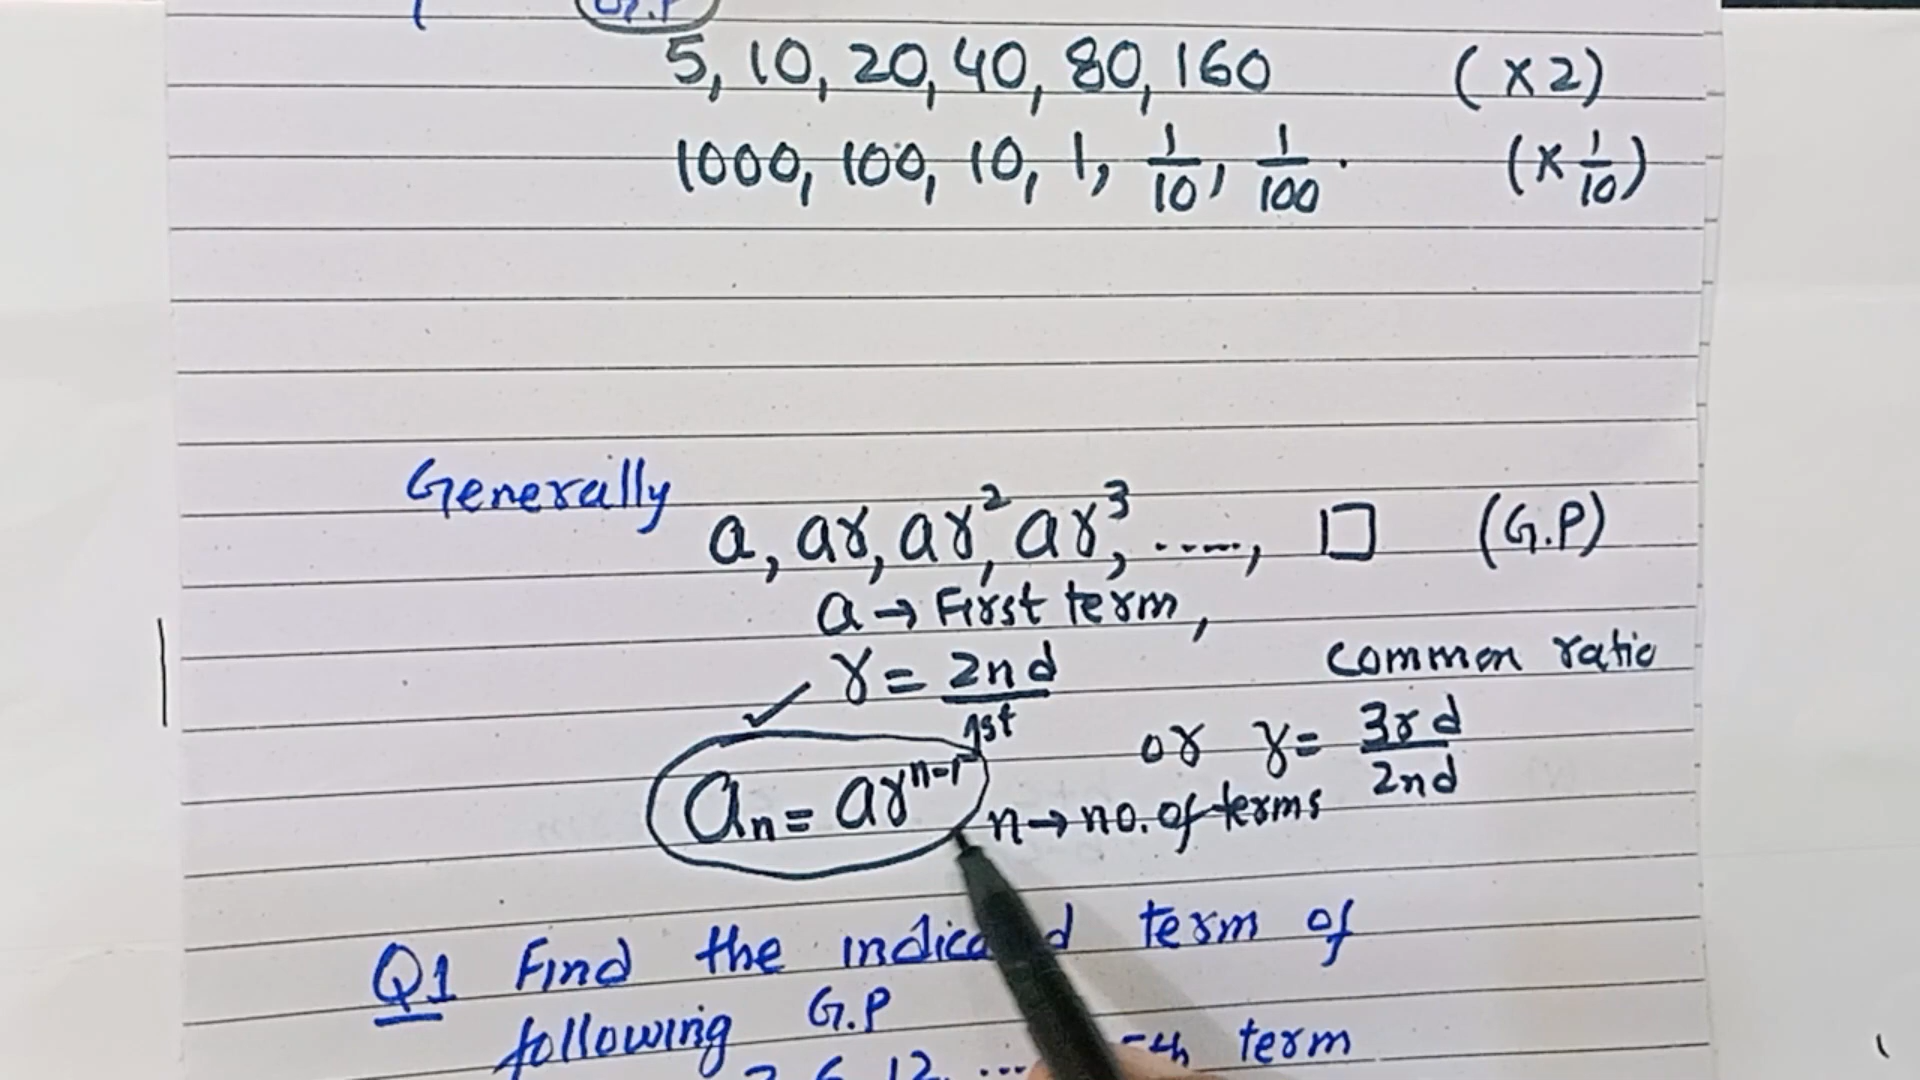 G.P
5, 10, 20, 40, 80, 160 (×2)
1000, 100, 10, 1, 1/10, 1/100. (×1/10)
Generally
a, ar, ar², ar³, ....., □ (G.P)
a → First term,
r = 2nd/1st common ratio
or r = 3rd/2nd
aₙ = arⁿ⁻¹ n → no. of terms
Q1 Find the term of
following G.P
6, 12, ... term